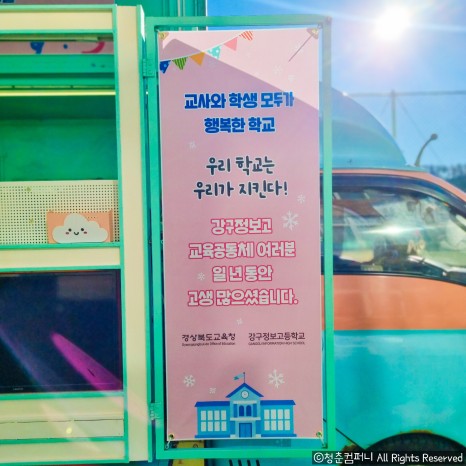 교사와 학생 모두가
행복한 학교
우리 학교는
우리가 지킨다!
강구정보고
교육공동체 여러분
일 년 동안
고생 많으셨습니다.
경상북도교육청 강구정보고등학교
ⓒ청춘컴퍼니 All Rights Reserved